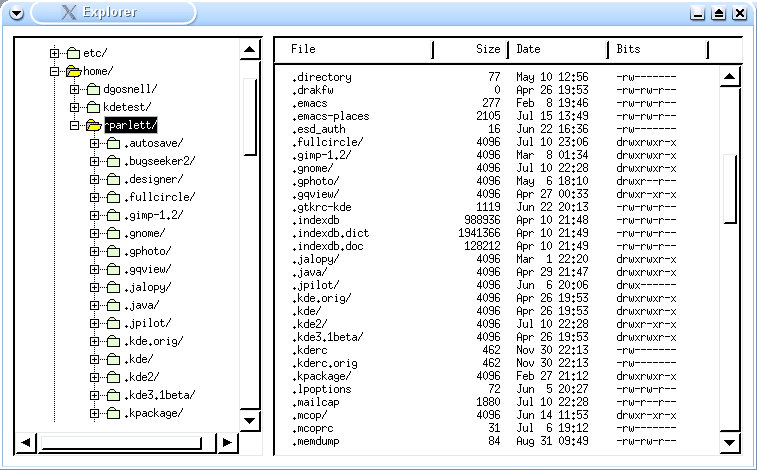 Explorer
etc/
home/
dgosnell/
kdetest/
rparlett/
.autosave/
.bugseeker2/
.designer/
.fullcircle/
.gimp-1.2/
.gnome/
.gphoto/
.gqview/
.jalopy/
.java/
.jpilot/
.kde.orig/
.kde/
.kde2/
.kde3.1beta/
.kpackage/
File Size Date Bits
.directory 77 May 10 12:56 -rw-------
.drakfw 0 Apr 26 19:53 -rw-rw-r--
.emacs 277 Feb 8 19:46 -rw-rw-r--
.emacs-places 2105 Jul 15 13:49 -rw-rw-r--
.esd_auth 16 Jun 22 16:36 -rw-------
.fullcircle/ 4096 Jul 10 23:06 drwxrwxr-x
.gimp-1.2/ 4096 Mar 8 01:34 drwxrwxr-x
.gnome/ 4096 Jul 10 22:28 drwxrwxr-x
.gphoto/ 4096 May 6 18:10 drwxr--r--
.gqview/ 4096 Apr 27 00:33 drwxr-xr-x
.gtkrc-kde 1119 Jun 22 20:13 -rw-rw-r--
.indexdb 988936 Apr 10 21:48 -rw-rw-r--
.indexdb.dict 1941366 Apr 10 21:49 -rw-rw-r--
.indexdb.doc 128212 Apr 10 21:49 -rw-rw-r--
.jalopy/ 4096 Mar 1 22:20 drwxrwxr-x
.java/ 4096 Apr 29 21:47 drwxrwxr-x
.jpilot/ 4096 Jun 6 20:06 drwx------
.kde.orig/ 4096 Apr 26 19:53 drwxrwxr-x
.kde/ 4096 Apr 26 19:53 drwxrwxr-x
.kde2/ 4096 Jul 10 22:28 drwxr-xr-x
.kde3.1beta/ 4096 Apr 26 19:53 drwxrwxr-x
.kderc 462 Nov 30 22:13 -rw-------
.kderc.orig 462 Nov 30 22:13 -rw-------
.kpackage/ 4096 Feb 27 21:12 drwxrwxr-x
.lpoptions 72 Jun 5 20:27 -rw-rw-r--
.mailcap 1880 Jul 10 22:28 -rw-r--r--
.mcop/ 4096 Jun 14 11:53 drwxr-xr-x
.mcoprc 31 Jul 6 19:12 -rw-------
.memdump 84 Aug 31 09:49 -rw-rw-r--